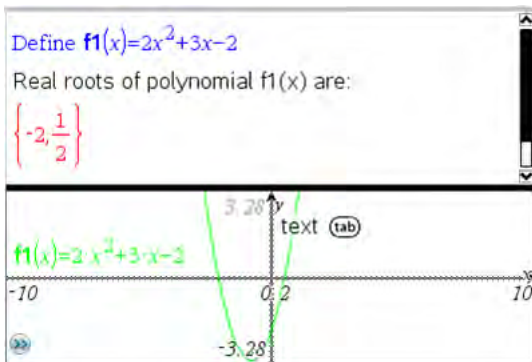 Define f1(x)=2x²+3x-2
Real roots of polynomial f1(x) are:
{-2,1/2}
3.28 y
text tab
f1(x)=2·x²+3·x-2
-10 0.2 10
-3.28